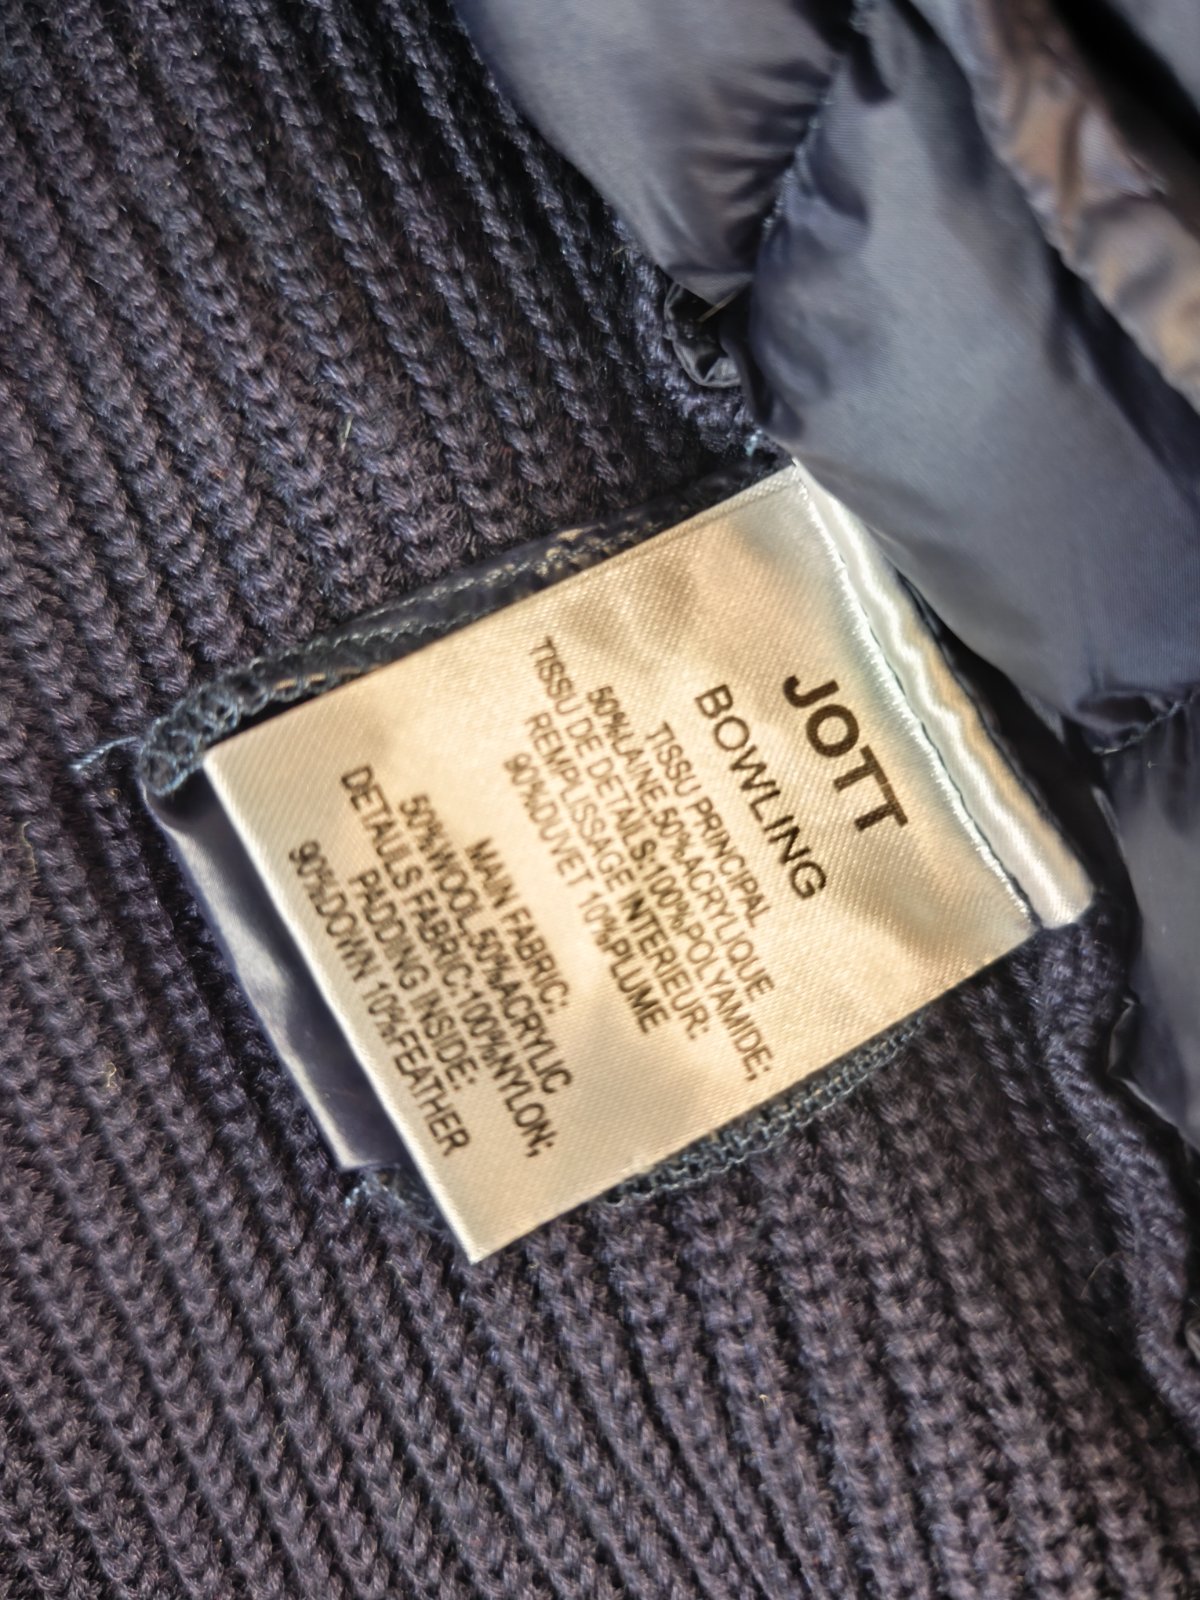 JOTT
BOWLING
TISSU PRINCIPAL
50%LAINE,50%ACRYLIQUE
TISSU DE DETAILS:100%POLYAMIDE;
REMPLISSAGE INTERIEUR:
90%DUVET 10%PLUME
MAIN FABRIC:
50%WOOL,50%ACRYLIC
DETAULS FABRIC:100%NYLON;
PADDING INSIDE:
90%DOWN 10%FEATHER